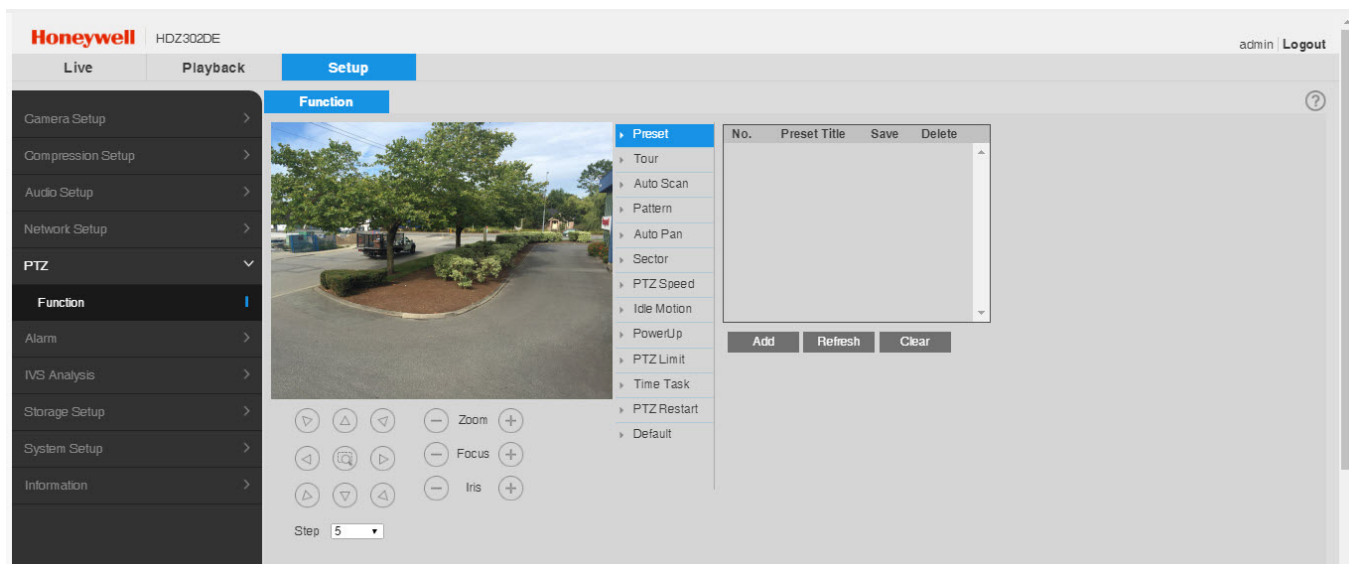 Honeywell HDZ302DE
admin Logout
Live Playback Setup
Function
Camera Setup
Compression Setup
Audio Setup
Network Setup
PTZ
Function
Alarm
IVS Analysis
Storage Setup
System Setup
Information
Preset
Tour
Auto Scan
Pattern
Auto Pan
Sector
PTZ Speed
Idle Motion
PowerUp
PTZ Limit
Time Task
PTZ Restart
Default
No. Preset Title Save Delete
Add Refresh Clear
Zoom
Focus
Iris
Step 5